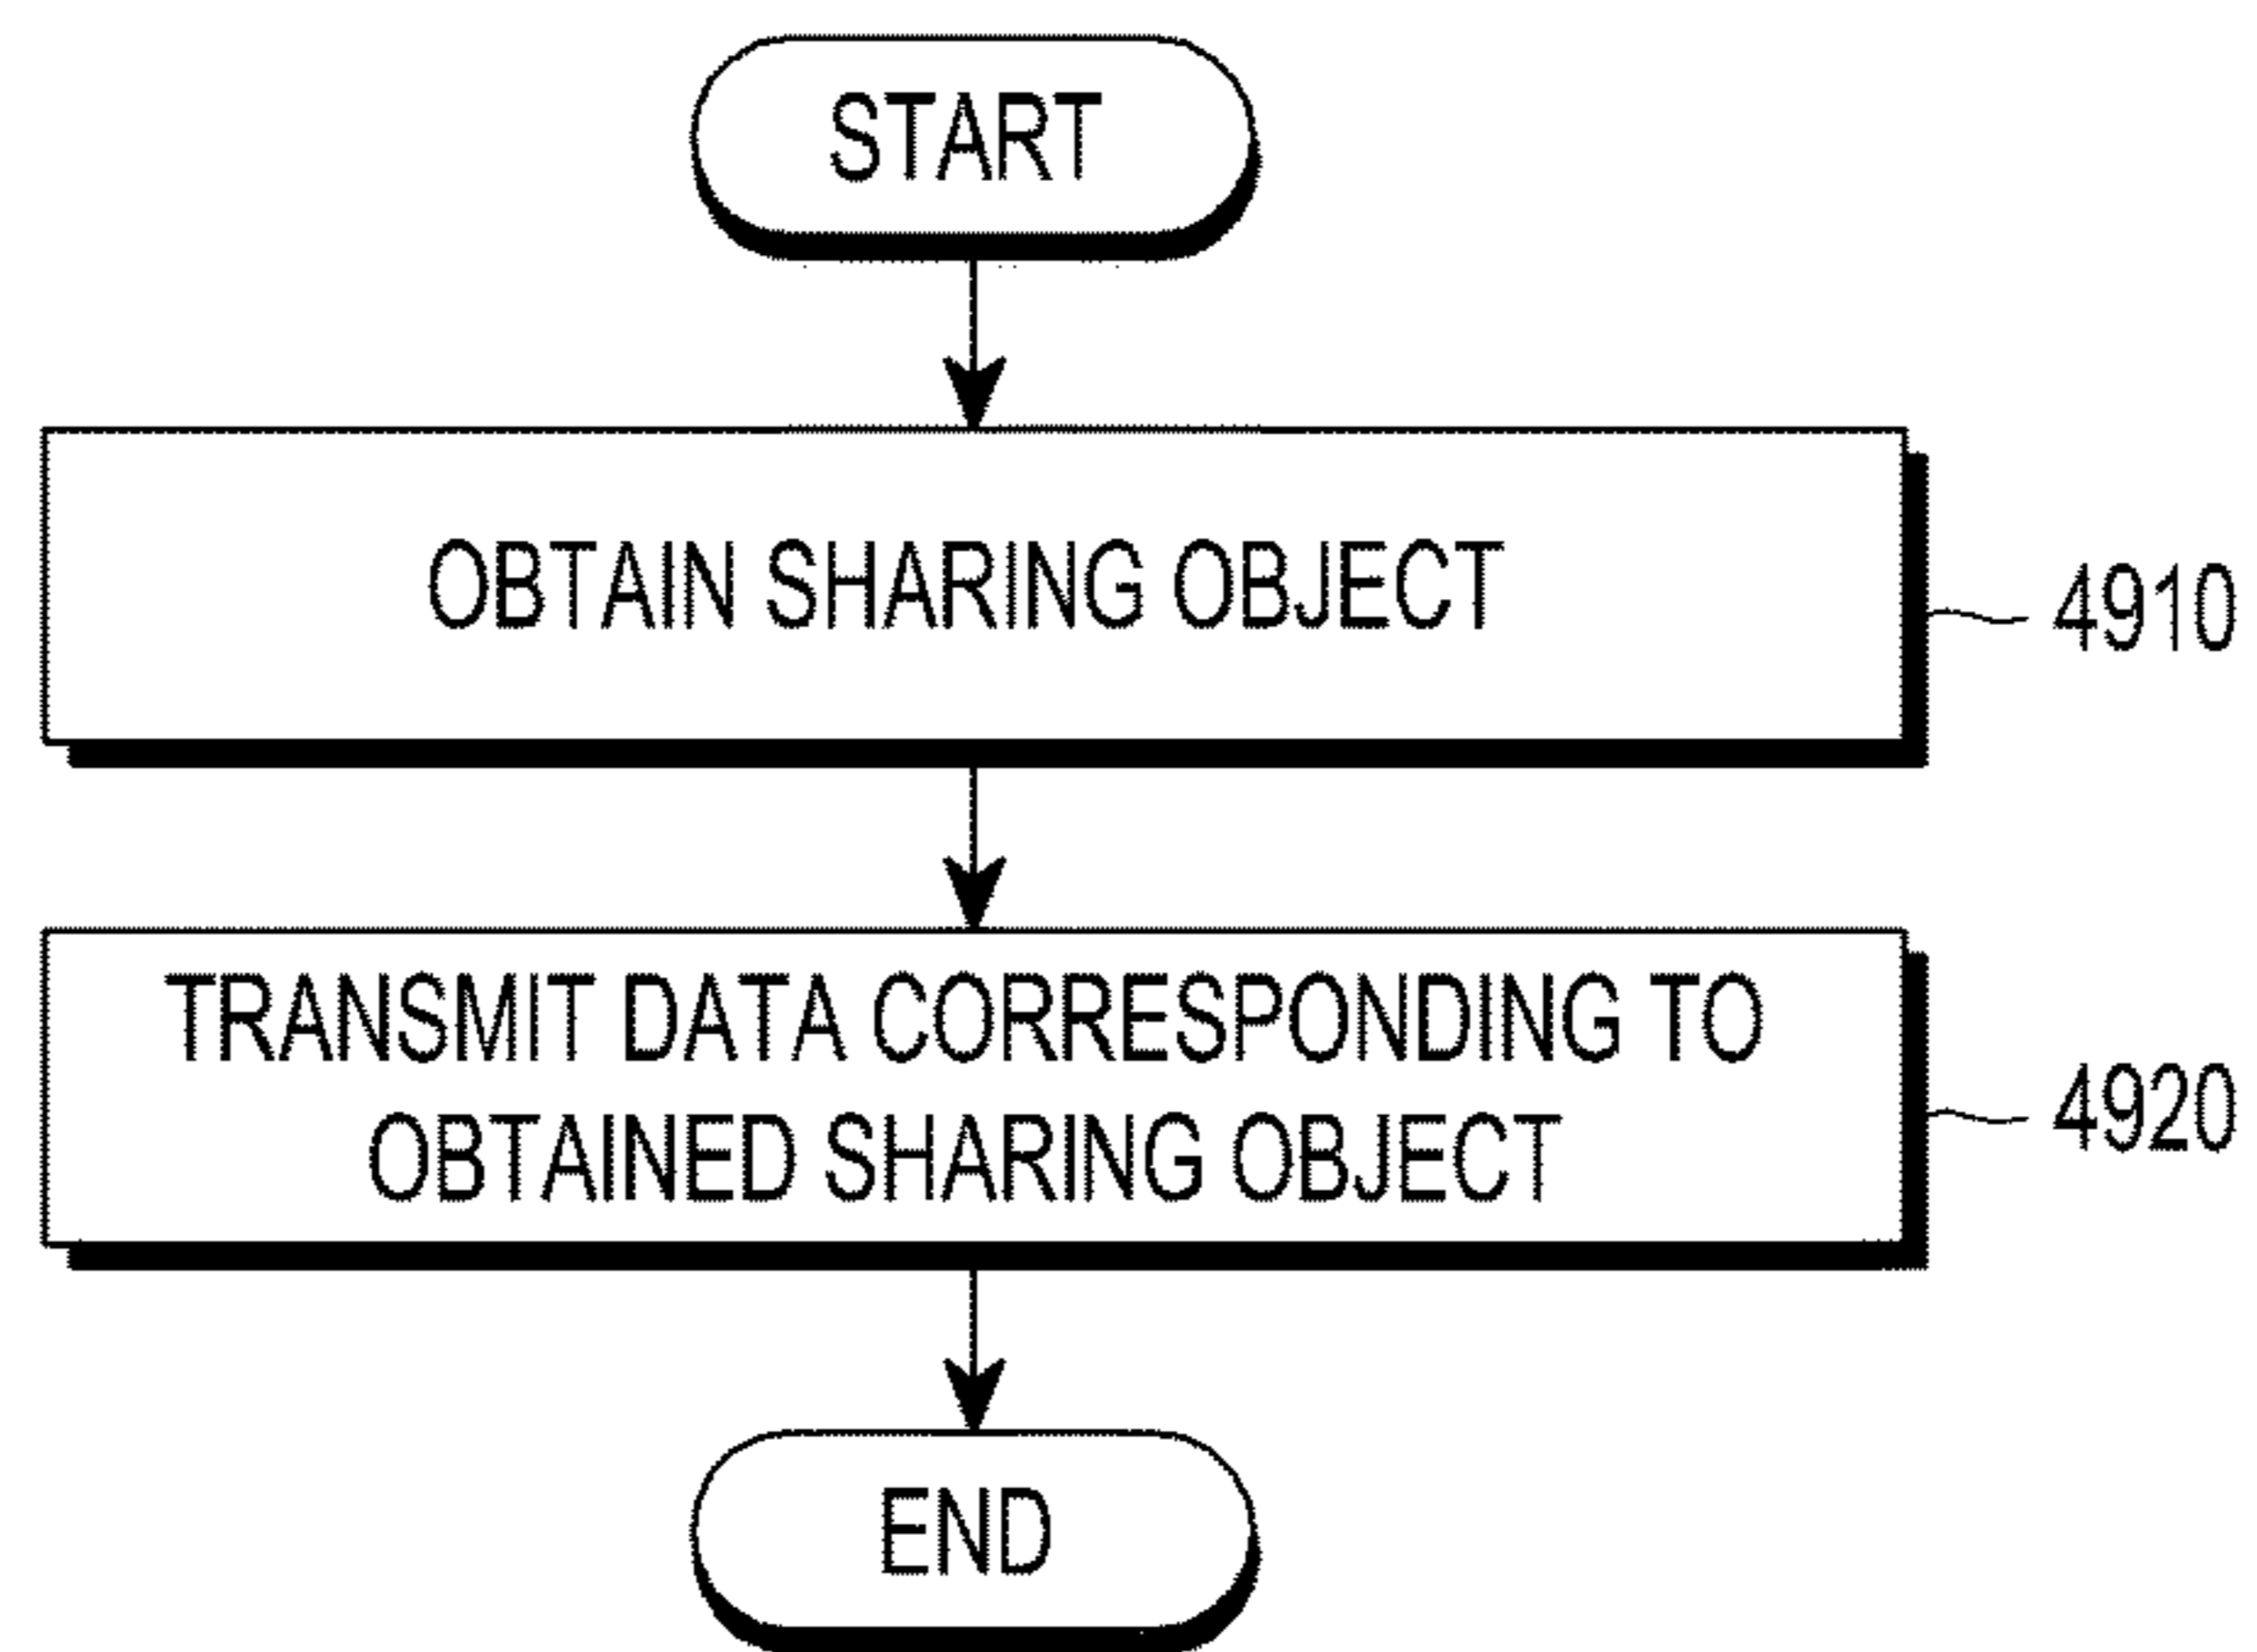 START
OBTAIN SHARING OBJECT
4910
TRANSMIT DATA CORRESPONDING TO
OBTAINED SHARING OBJECT
4920
END